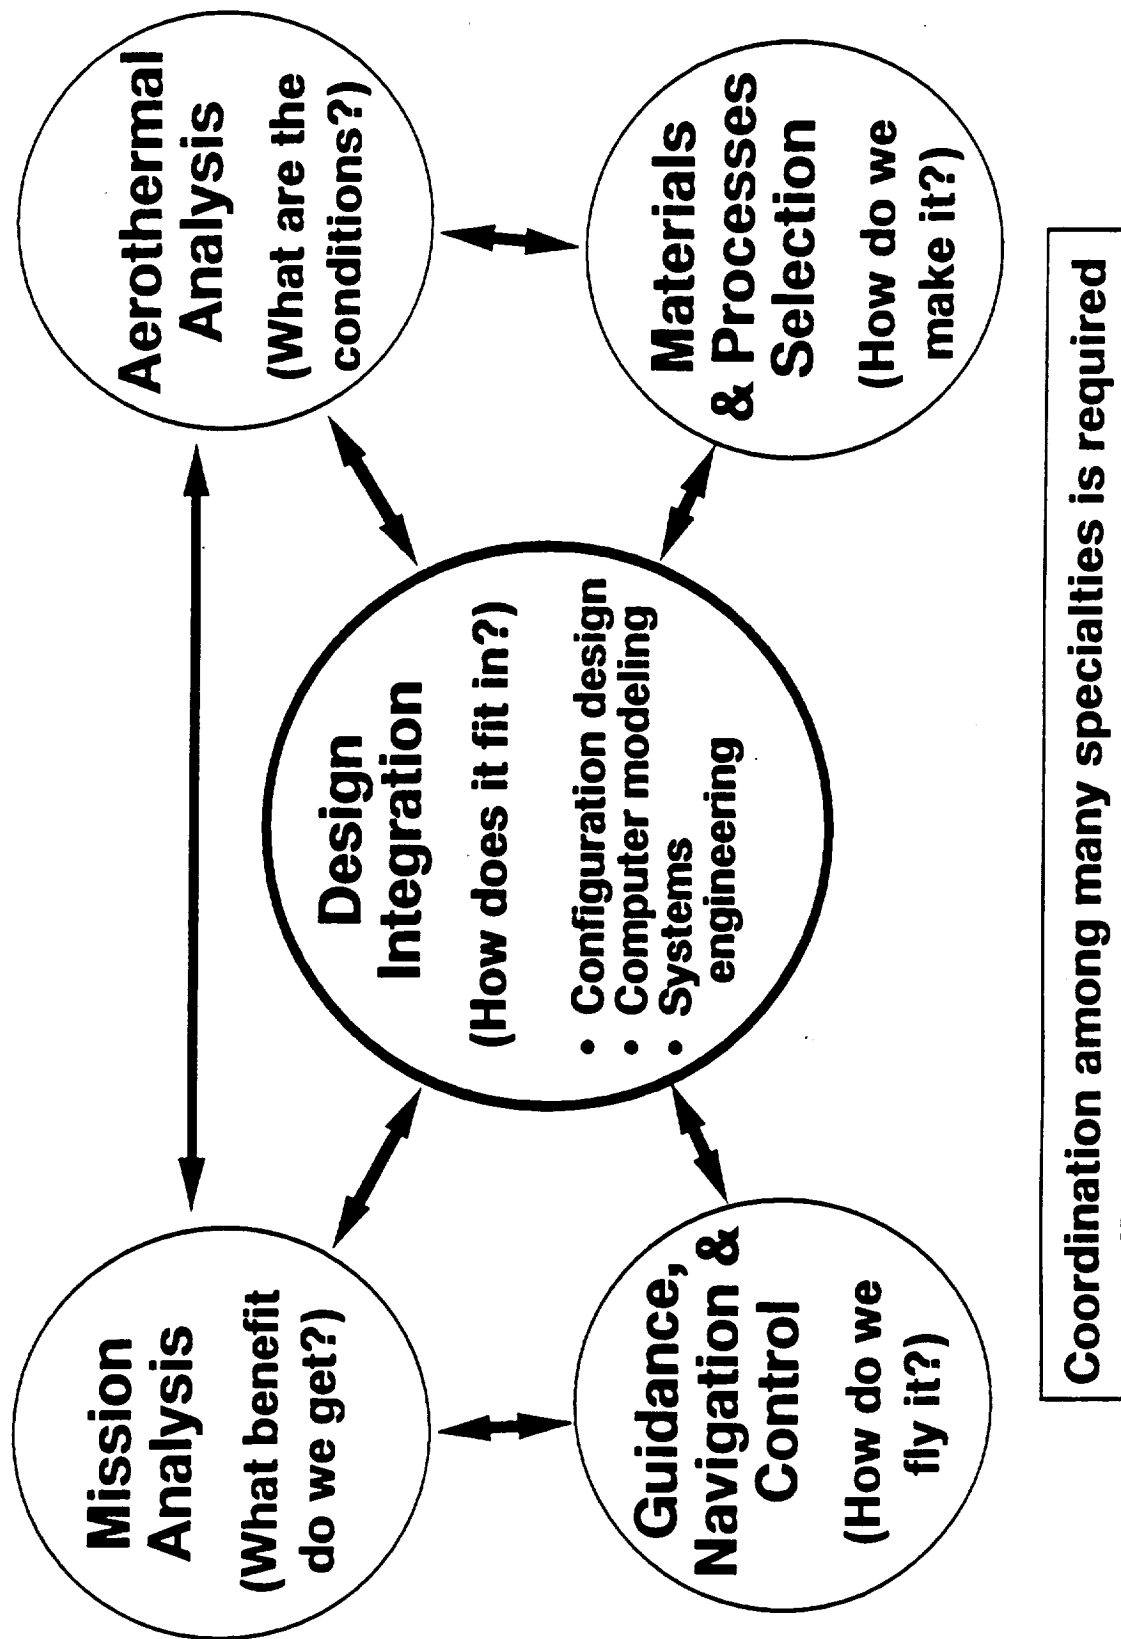 Mission
Analysis
(What benefit
do we get?)
Aerothermal
Analysis
(What are the
conditions?)
Design
Integration
(How does it fit in?)
• Configuration design
• Computer modeling
• Systems
engineering
Guidance,
Navigation &
Control
(How do we
fly it?)
Materials
& Processes
Selection
(How do we
make it?)
Coordination among many specialties is required